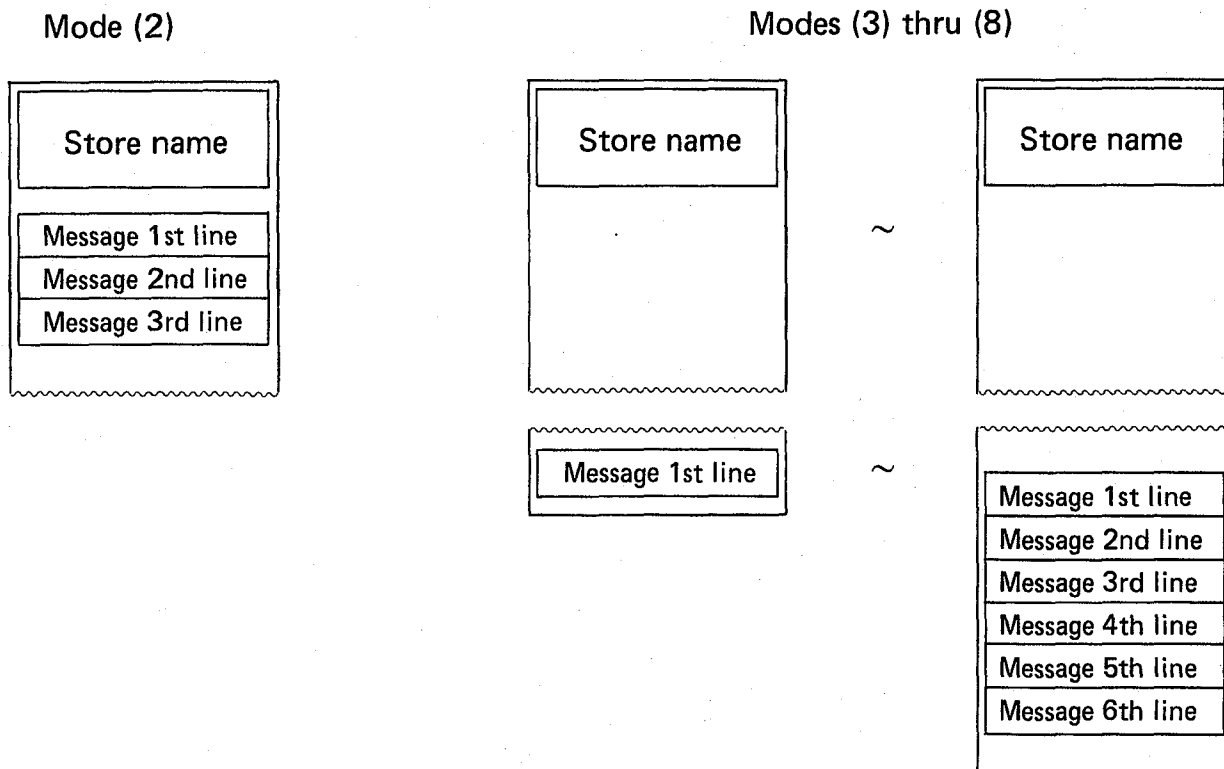 Mode (2)
Store name
Message 1st line
Message 2nd line
Message 3rd line
Modes (3) thru (8)
Store name
~
Store name
Message 1st line
~
Message 1st line
Message 2nd line
Message 3rd line
Message 4th line
Message 5th line
Message 6th line